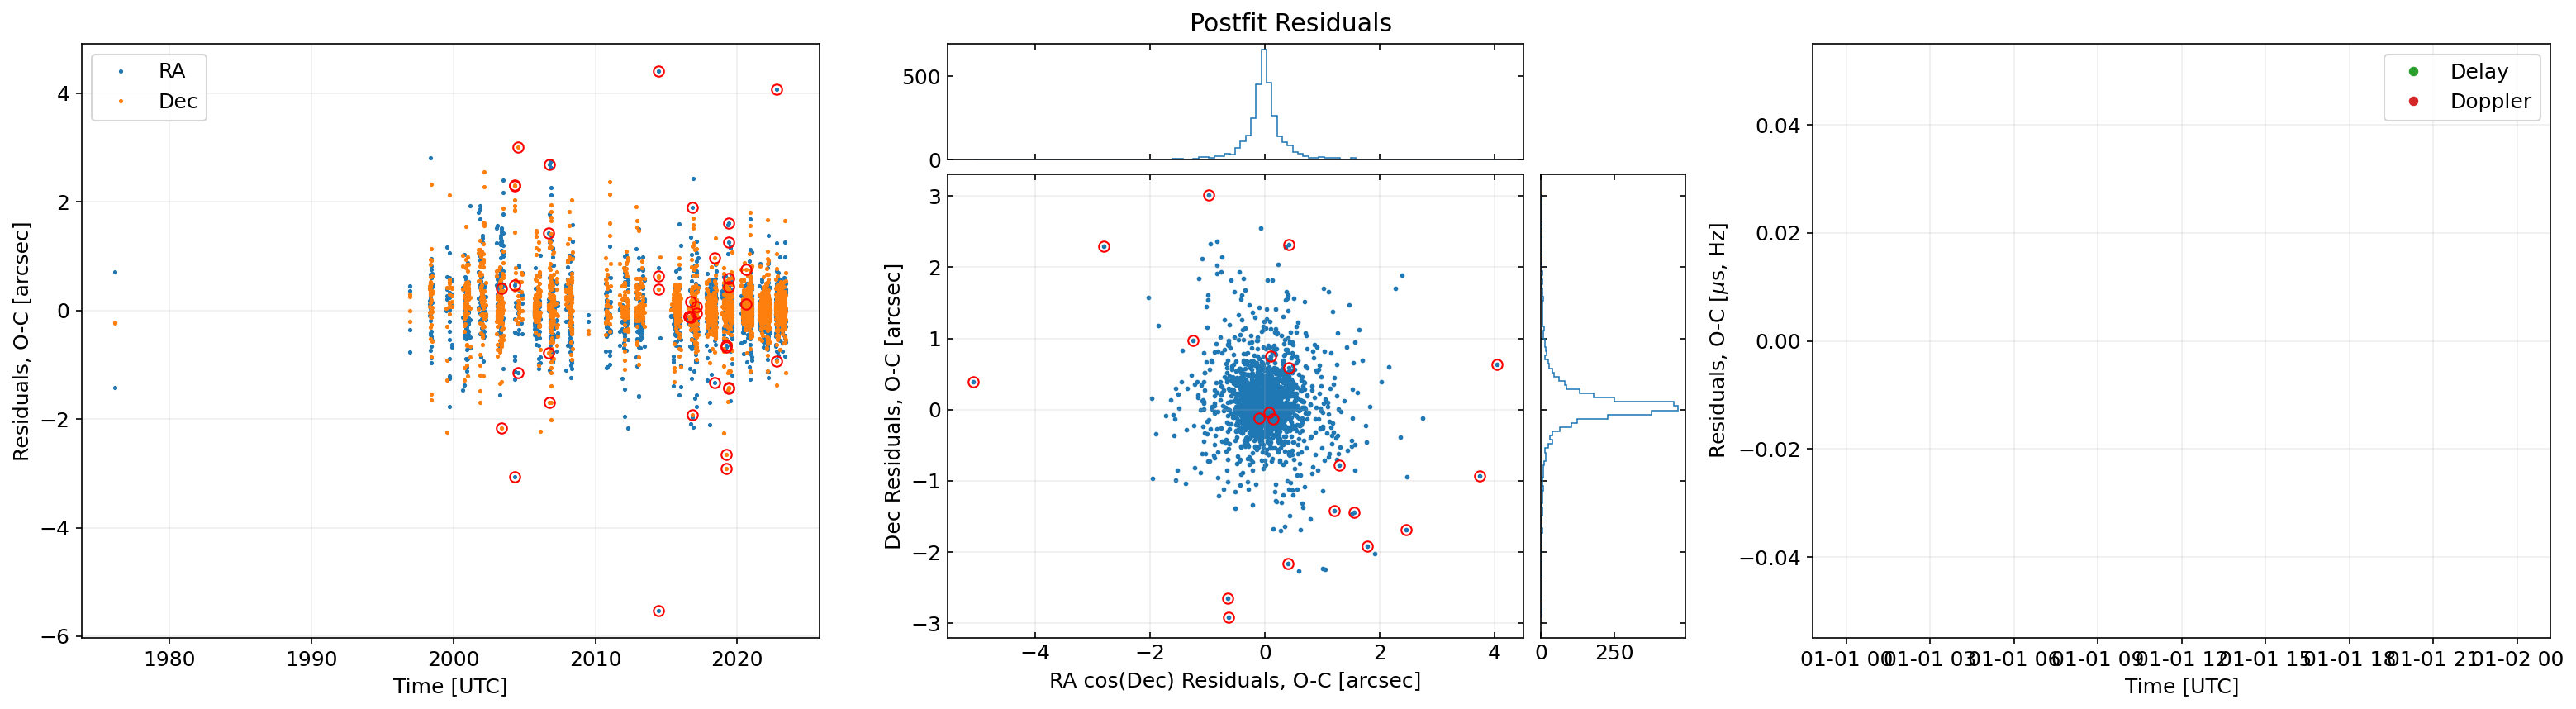 Postfit Residuals
RA
Dec
4
2
0
−2
−4
−6
Residuals, O-C [arcsec]
1980 1990 2000 2010 2020
Time [UTC]
500
0
3
2
1
0
−1
−2
−3
Dec Residuals, O-C [arcsec]
−4 −2 0 2 4
RA cos(Dec) Residuals, O-C [arcsec]
0 250
Delay
Doppler
0.04
0.02
0.00
−0.02
−0.04
Residuals, O-C [μs, Hz]
01-01 00 01-01 03 01-01 06 01-01 09 01-01 12 01-01 15 01-01 18 01-01 21 01-02 00
Time [UTC]